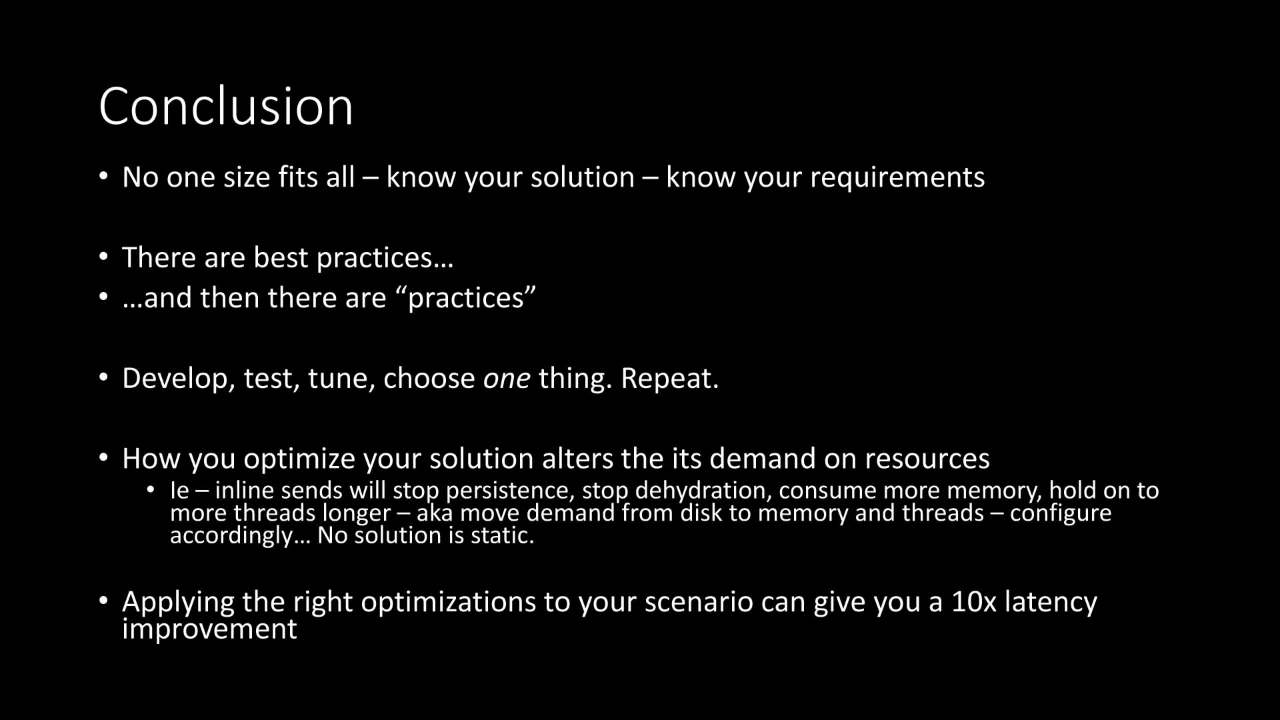 Conclusion
• No one size fits all – know your solution – know your requirements
• There are best practices…
• …and then there are “practices”
• Develop, test, tune, choose one thing. Repeat.
• How you optimize your solution alters the its demand on resources
• Ie – inline sends will stop persistence, stop dehydration, consume more memory, hold on to
more threads longer – aka move demand from disk to memory and threads – configure
accordingly… No solution is static.
• Applying the right optimizations to your scenario can give you a 10x latency
improvement